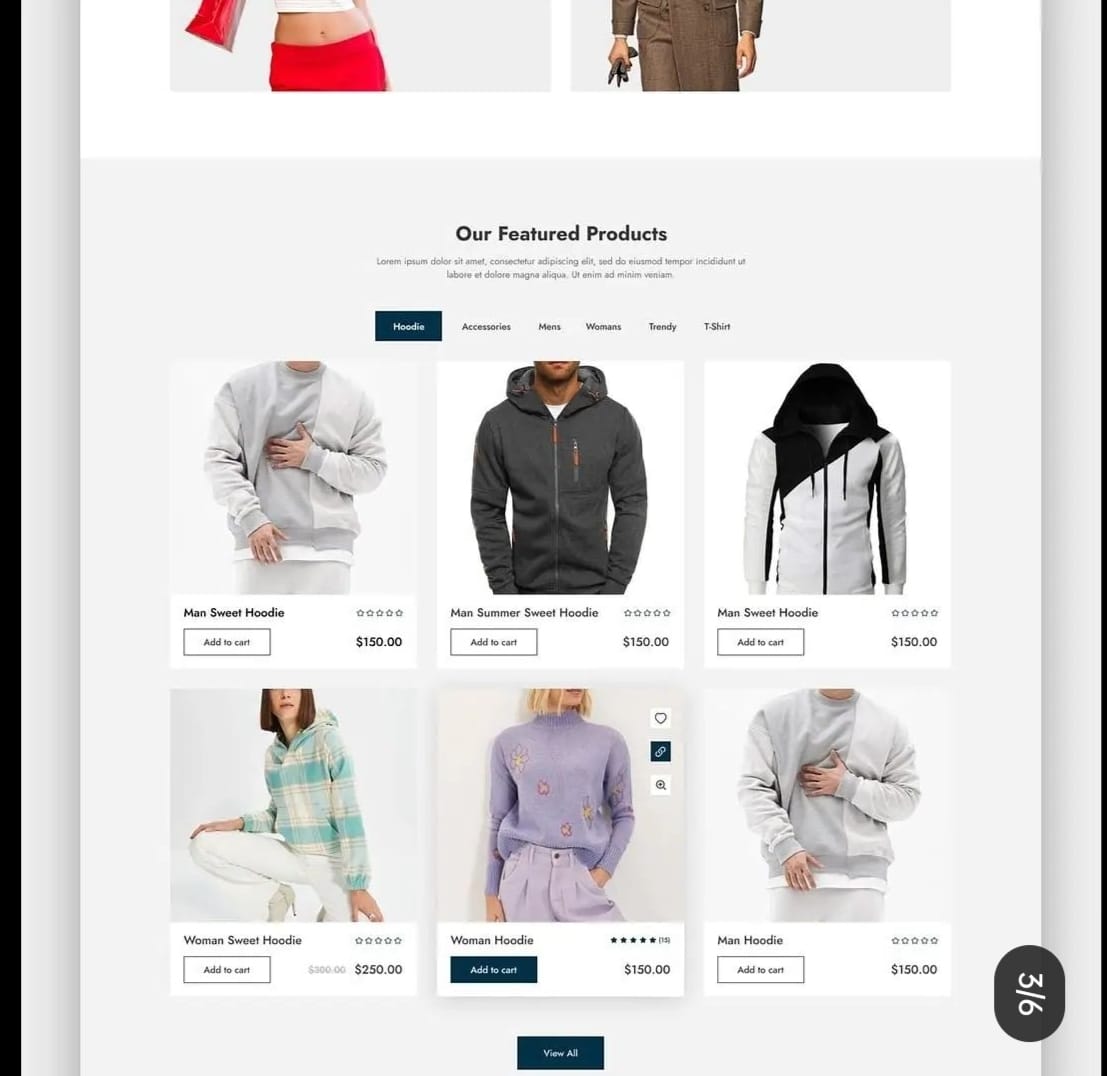 Our Featured Products
Lorem ipsum dolor sit amet, consectetur adipiscing elit, sed do eiusmod tempor incididunt ut
labore et dolore magna aliqua. Ut enim ad minim veniam.
Hoodie Accessories Mens Womans Trendy T-Shirt
Man Sweet Hoodie
Add to cart $150.00
Man Summer Sweet Hoodie
Add to cart $150.00
Man Sweet Hoodie
Add to cart $150.00
Woman Sweet Hoodie
Add to cart $300.00 $250.00
Woman Hoodie (15)
Add to cart $150.00
Man Hoodie
Add to cart $150.00
View All
3/6